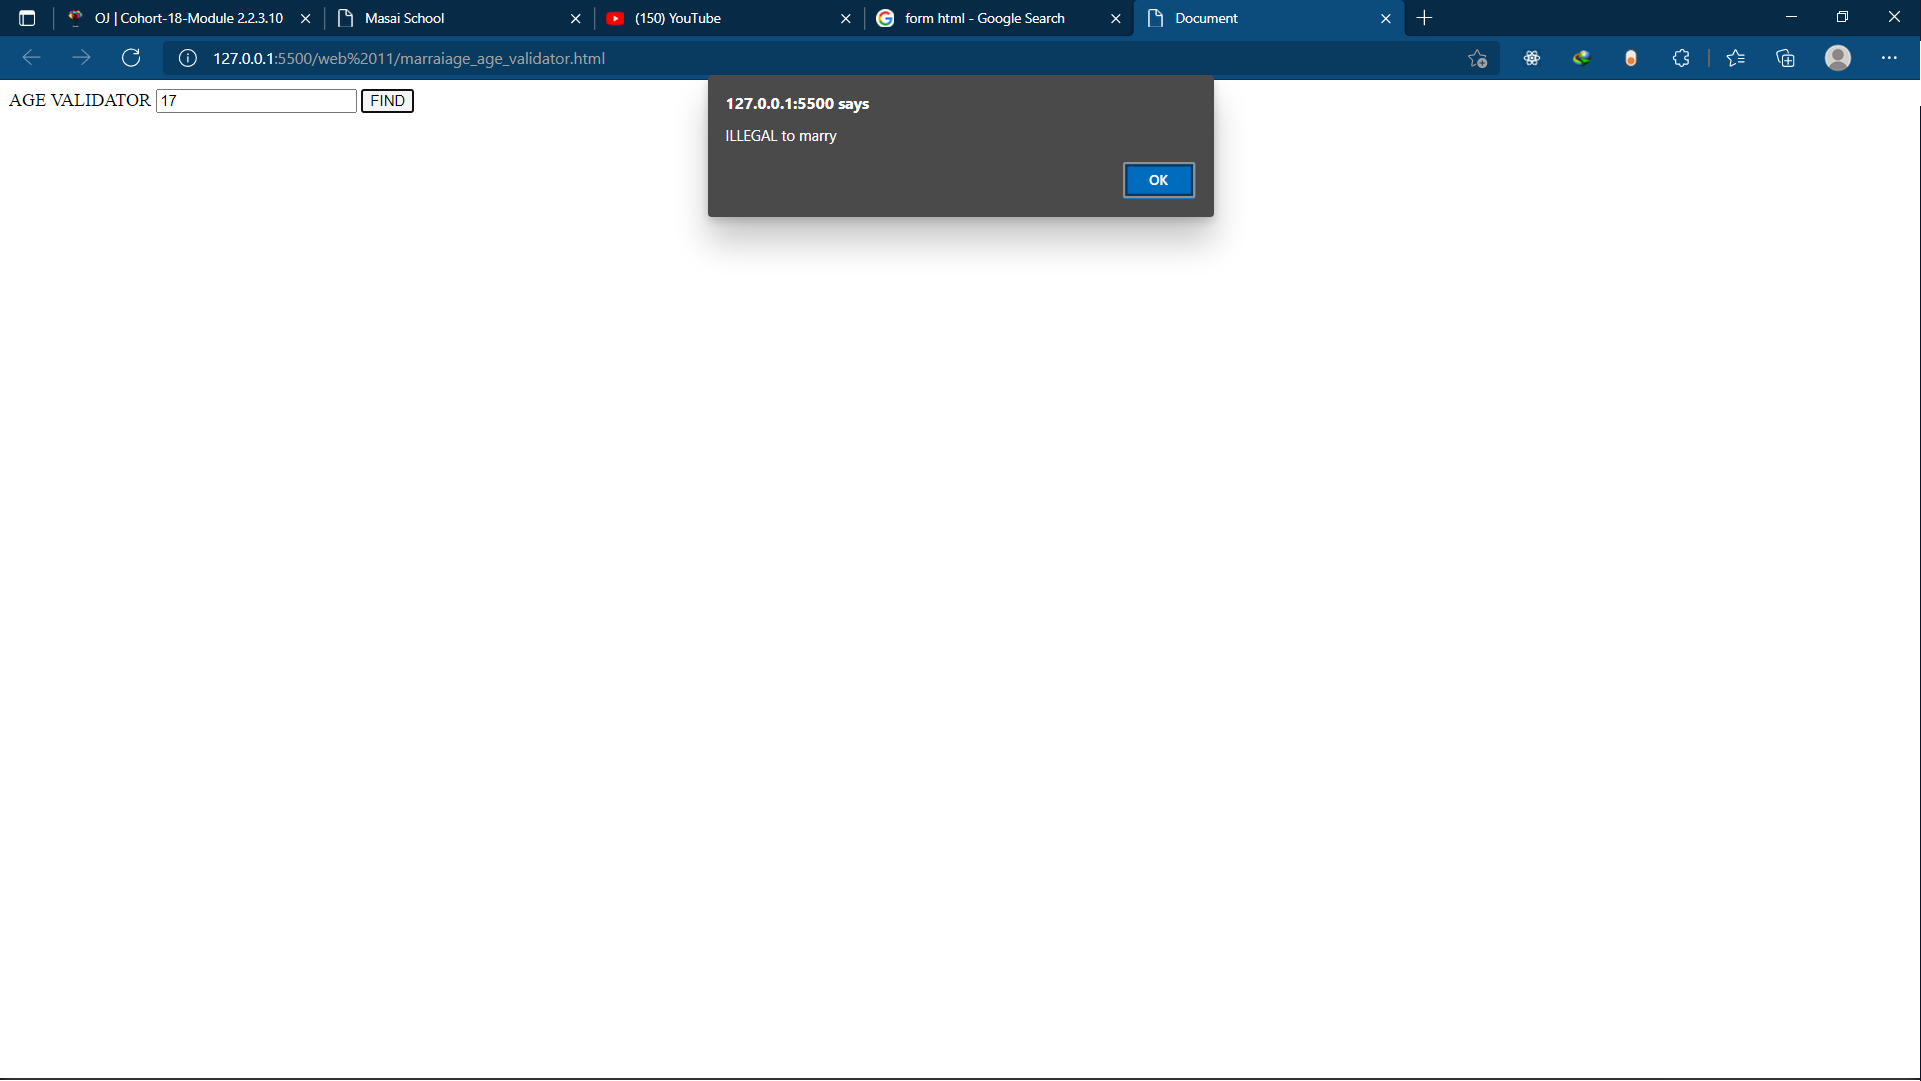 OJ | Cohort-18-Module 2.2.3.10
Masai School
(150) YouTube
form html - Google Search
Document
127.0.0.1:5500/web%2011/marraiage_age_validator.html
AGE VALIDATOR 17 FIND
127.0.0.1:5500 says
ILLEGAL to marry
OK